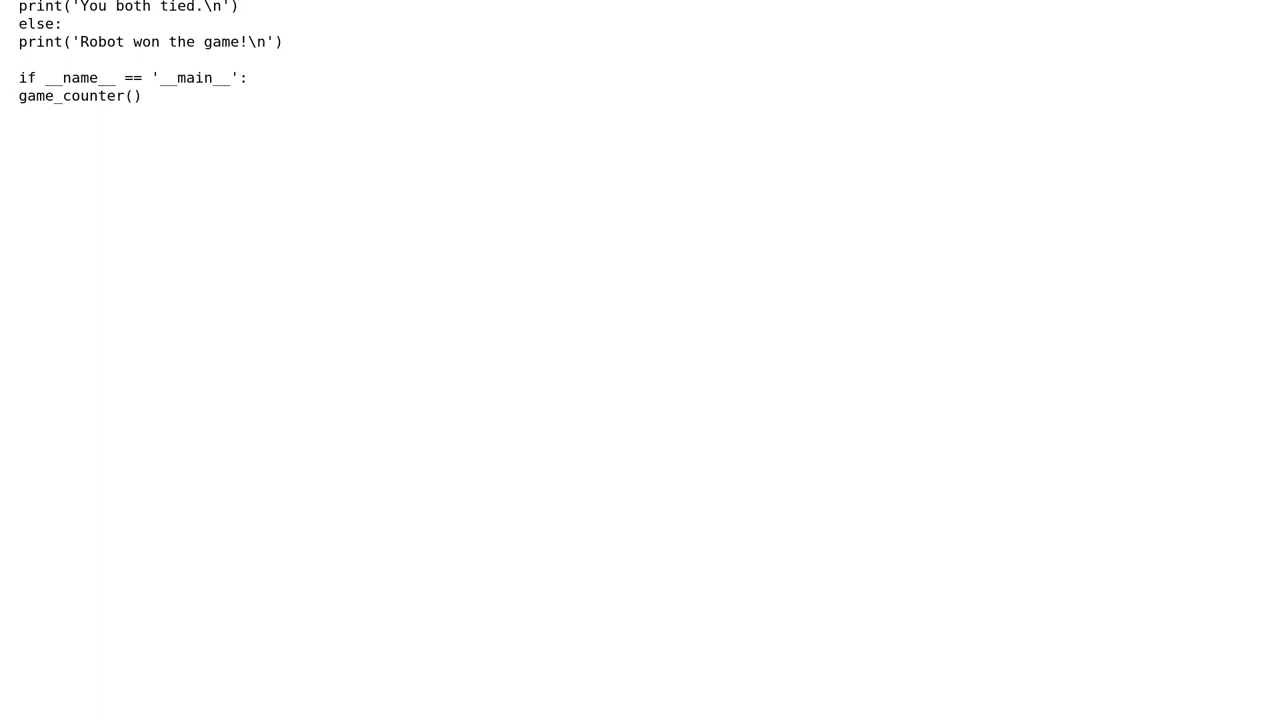 print('You both tied.\n')
else:
print('Robot won the game!\n')

if __name__ == '__main__':
game_counter()